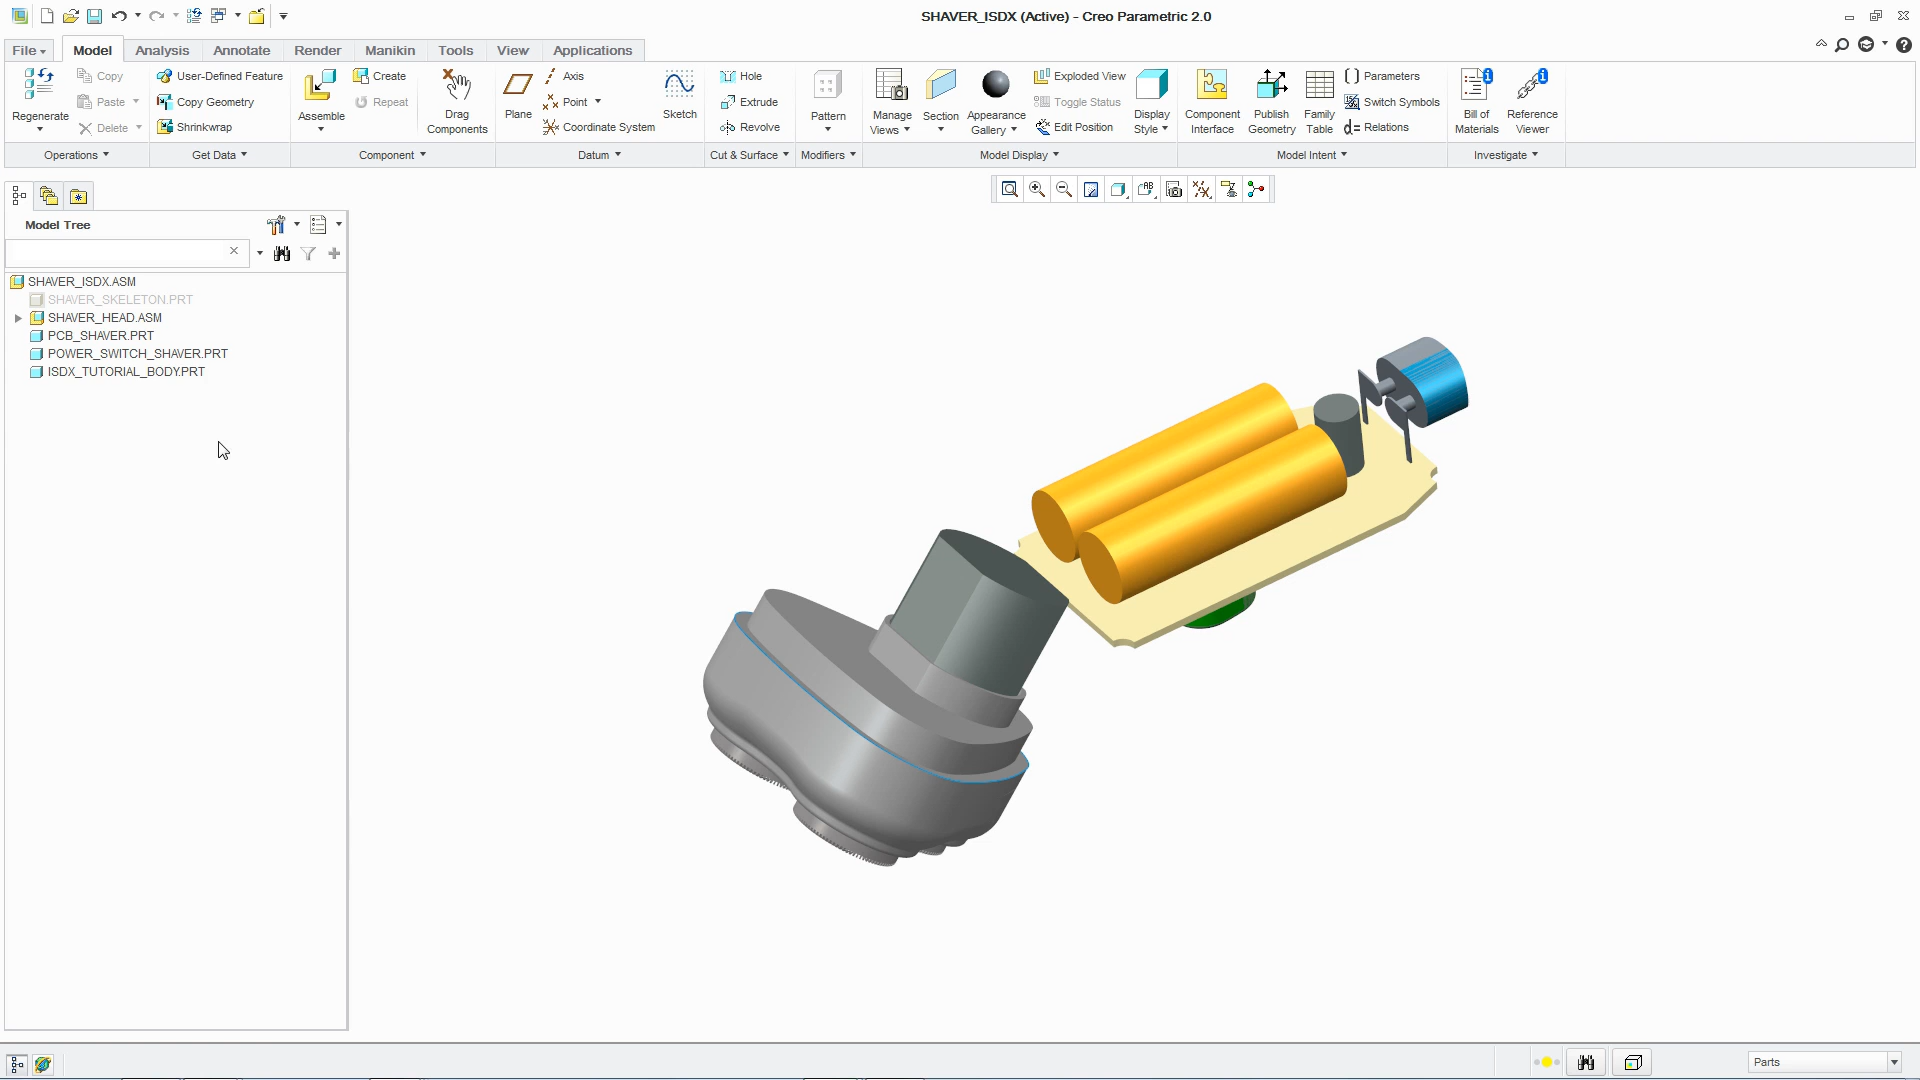 SHAVER_ISDX (Active) - Creo Parametric 2.0
File Model Analysis Annotate Render Manikin Tools View Applications
Regenerate
Copy
Paste
Delete
User-Defined Feature
Copy Geometry
Shrinkwrap
Assemble
Create
Repeat
Drag
Components
Plane
Axis
Point
Coordinate System
Sketch
Hole
Extrude
Revolve
Pattern
Manage
Views
Section
Appearance
Gallery
Exploded View
Toggle Status
Edit Position
Display
Style
Component
Interface
Publish
Geometry
Family
Table
Parameters
Switch Symbols
Relations
Bill of
Materials
Reference
Viewer
Operations Get Data Component Datum Cut & Surface Modifiers Model Display Model Intent Investigate
Model Tree
SHAVER_ISDX.ASM
SHAVER_SKELETON.PRT
SHAVER_HEAD.ASM
PCB_SHAVER.PRT
POWER_SWITCH_SHAVER.PRT
ISDX_TUTORIAL_BODY.PRT
Parts